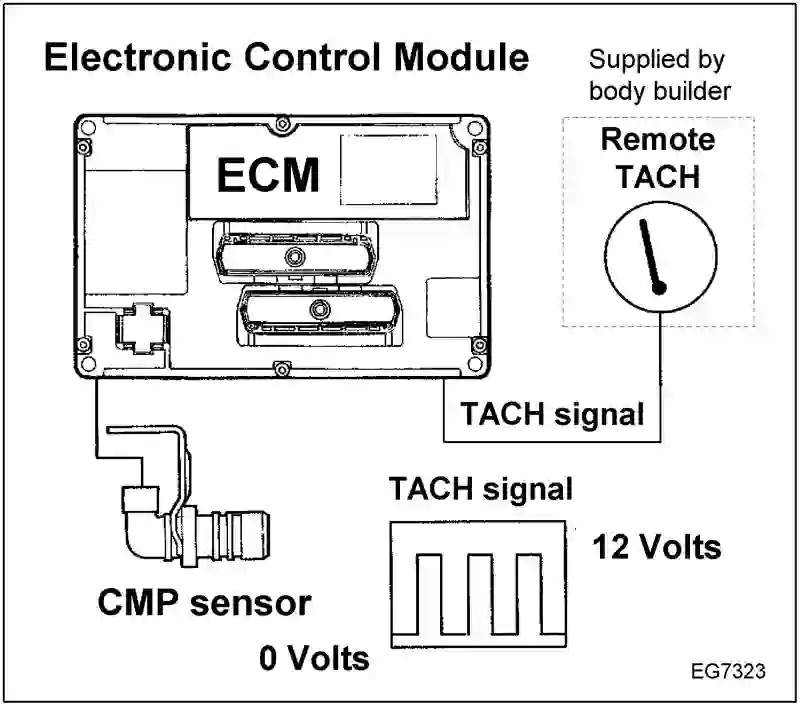 Electronic Control Module
Supplied by
body builder
Remote
TACH
ECM
TACH signal
TACH signal
12 Volts
CMP sensor
0 Volts
EG7323